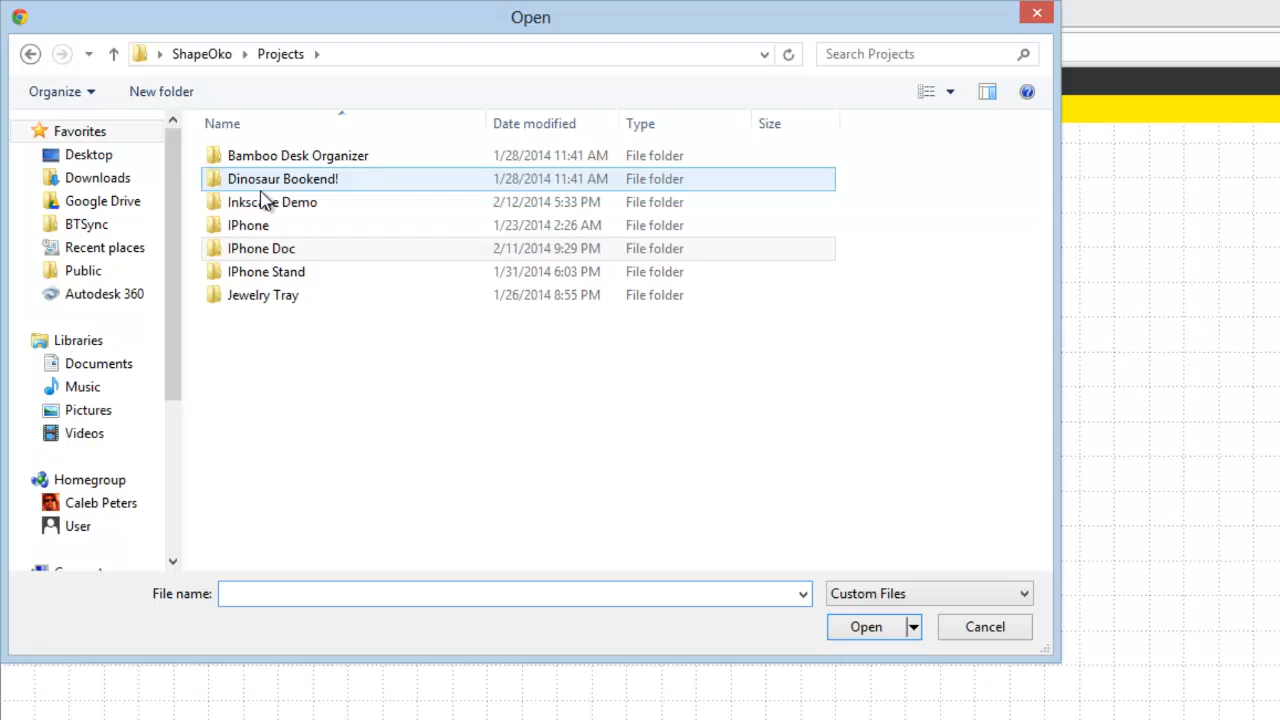 Open
ShapeOko Projects Search Projects
Organize New folder
Name Date modified Type Size
Favorites
Desktop
Downloads
Google Drive
BTSync
Recent places
Public
Autodesk 360
Libraries
Documents
Music
Pictures
Videos
Homegroup
Caleb Peters
User
Bamboo Desk Organizer 1/28/2014 11:41 AM File folder
Dinosaur Bookend! 1/28/2014 11:41 AM File folder
Demo 2/12/2014 5:33 PM File folder
IPhone 1/23/2014 2:26 AM File folder
IPhone Doc 2/11/2014 9:29 PM File folder
IPhone Stand 1/31/2014 6:03 PM File folder
Jewelry Tray 1/26/2014 8:55 PM File folder
File name: Custom Files
Open Cancel